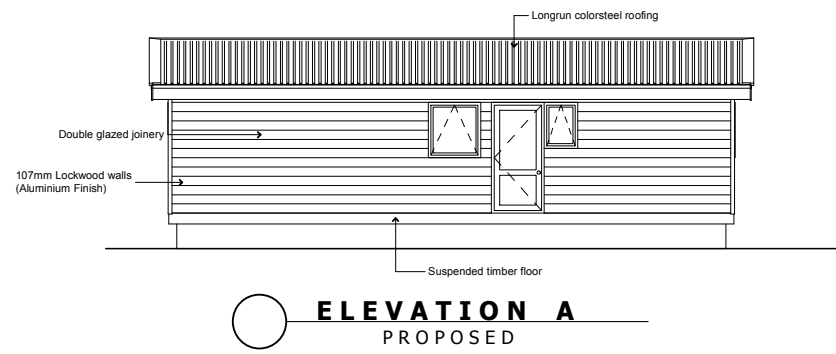 Longrun colorsteel roofing
Double glazed joinery
107mm Lockwood walls
(Aluminium Finish)
Suspended timber floor
ELEVATION A
PROPOSED